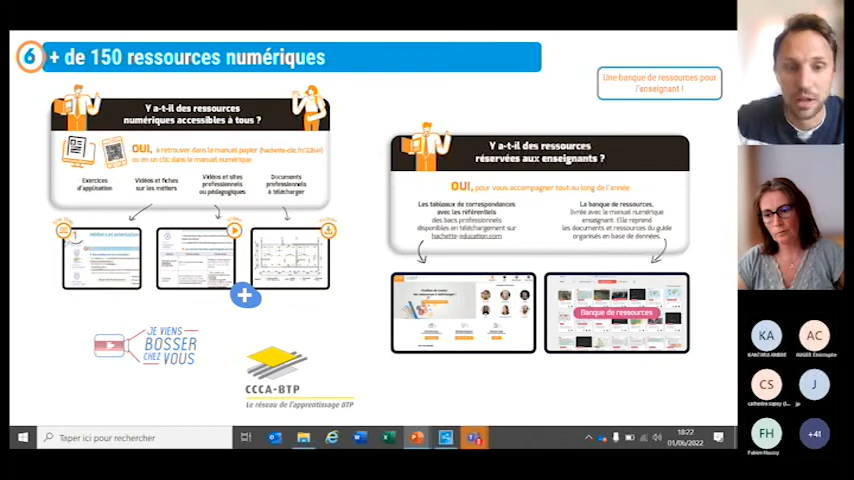 6 + de 150 ressources numériques
Une banque de ressources pour
l'enseignant !
Y a-t-il des ressources
numériques accessibles à tous ?
OUI, à retrouver dans le manuel papier
ou en un clic dans le manuel numérique
Exercices
d'application
Vidéos et fiches
sur les métiers
Vidéos et sites
professionnels
ou pédagogiques
Documents
professionnels
à télécharger
1
+
JE VIENS
BOSSER
CHEZ
VOUS
CCCA-BTP
Le réseau de l'apprentissage BTP
Y a-t-il des ressources
réservées aux enseignants ?
OUI, pour vous accompagner tout au long de l'année
Les tableaux de correspondances
avec les référentiels
des bacs professionnels
disponibles en téléchargement sur
hachette-education.com
La banque de ressources,
livrée avec le manuel numérique
enseignant. Elle reprend
les documents et ressources du guide
organisés en base de données.
Banque de ressources
KA
AC
CS
J
jp
FH
+41
Taper ici pour rechercher
18:22
01/06/2022